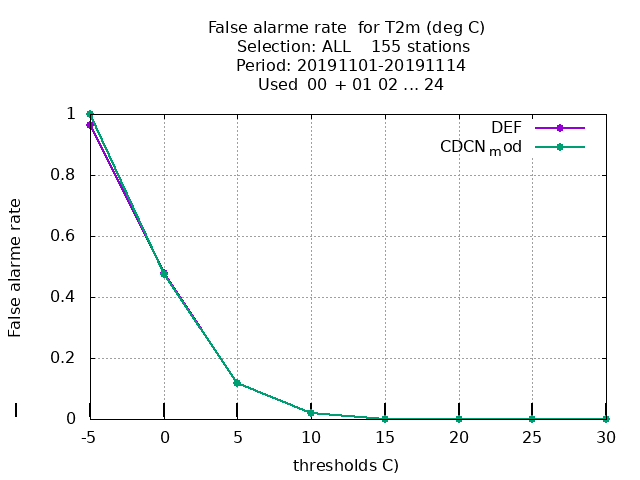 False alarme rate  for T2m (deg C)
Selection: ALL    155 stations
Period: 20191101-20191114
Used  00  + 01 02 ... 24
DEF
CDCN_mod
1
0.8
0.6
0.4
0.2
0
False alarme rate
-5 0 5 10 15 20 25 30
thresholds C)